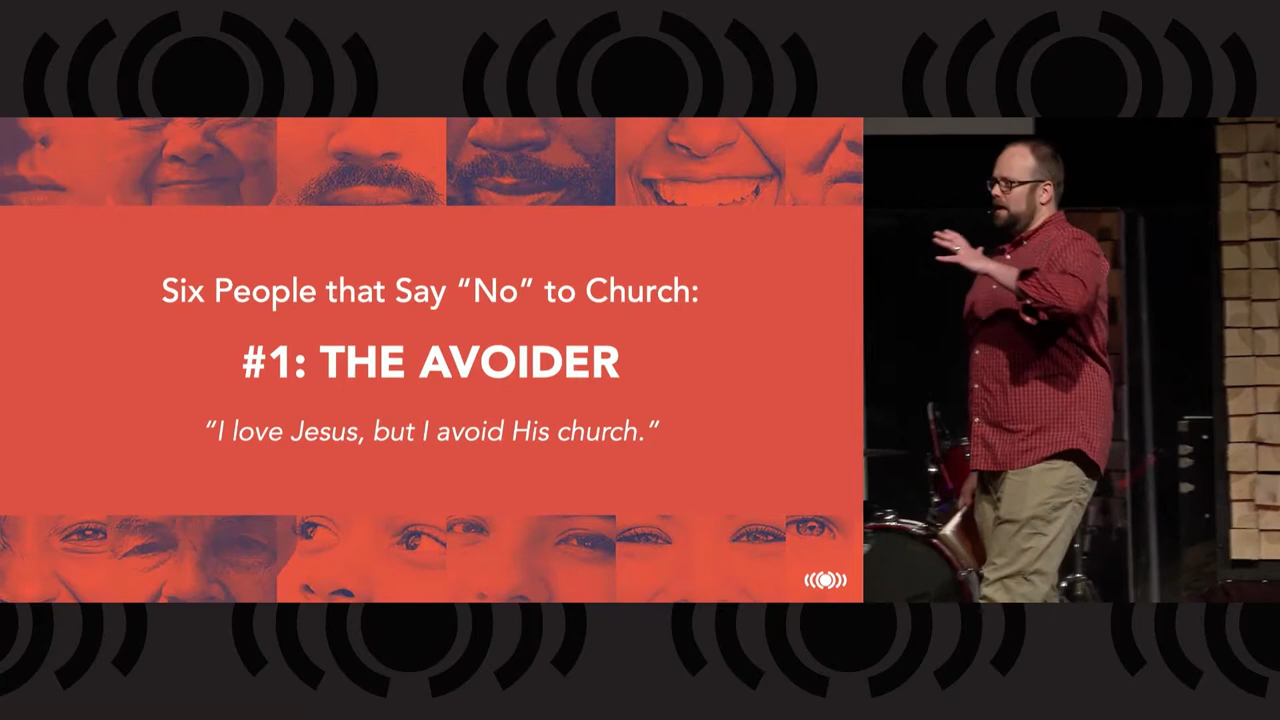 Six People that Say “No” to Church:
#1: THE AVOIDER
“I love Jesus, but I avoid His church.”